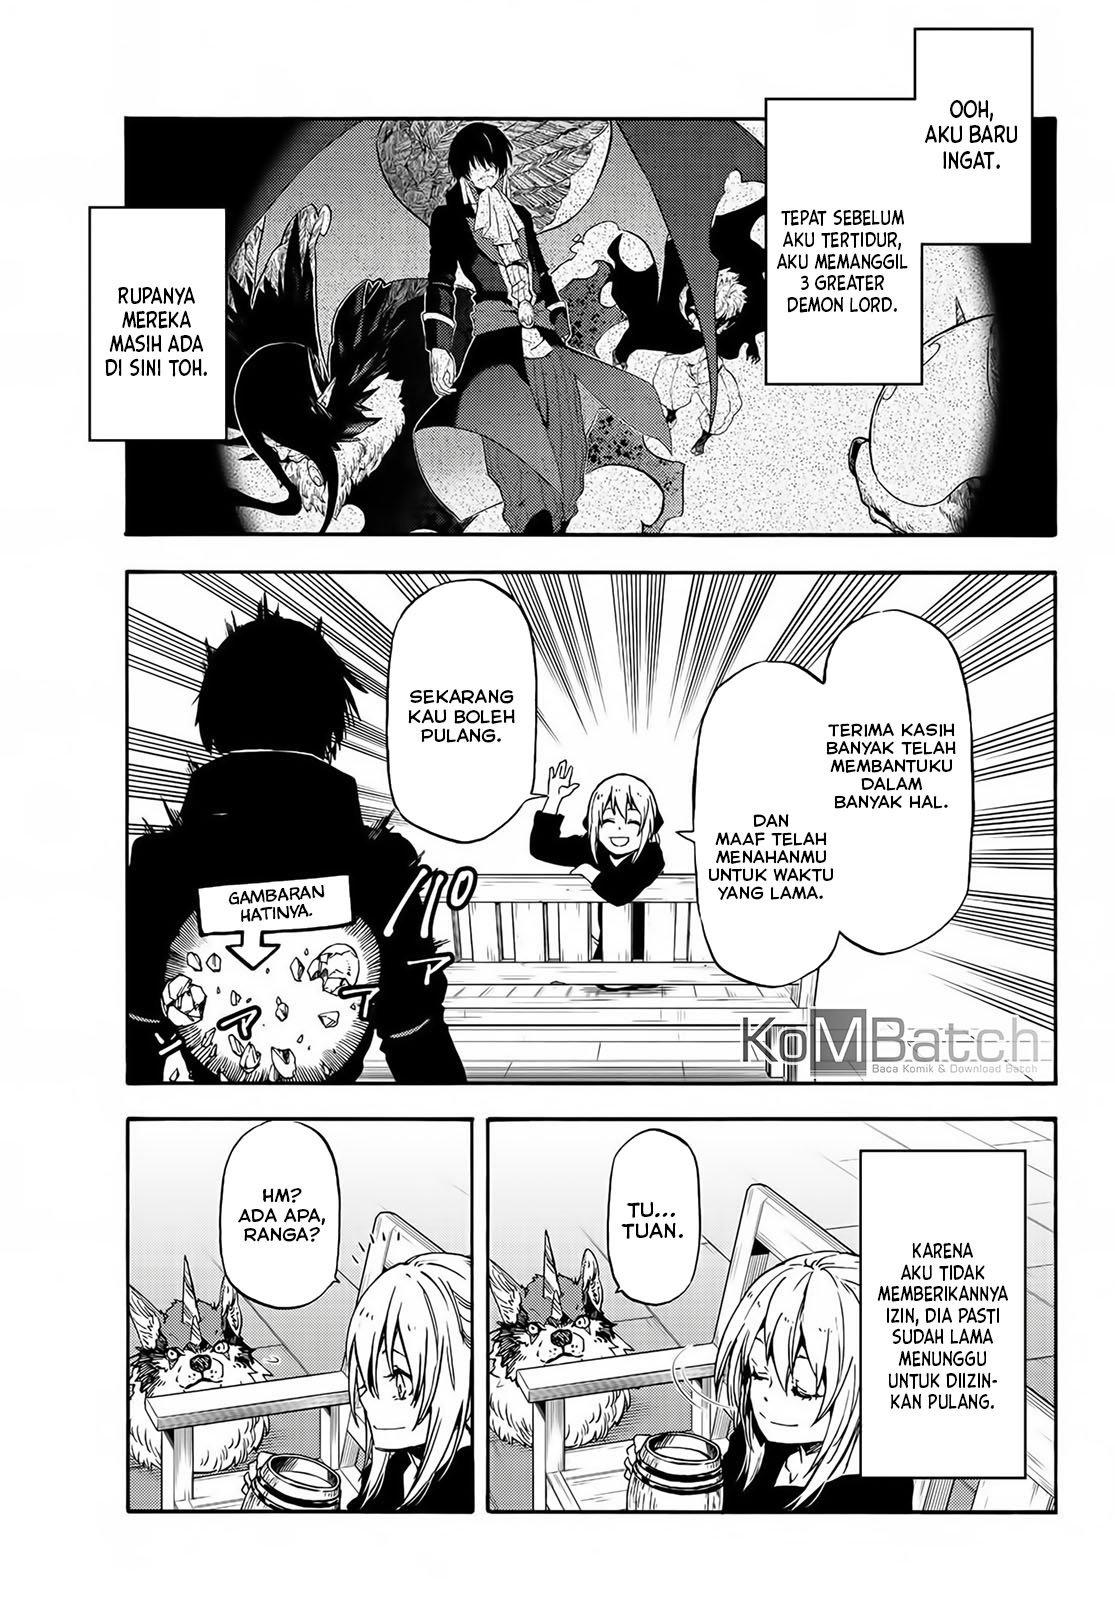 OOH,
AKU BARU
INGAT.
TEPAT SEBELUM
AKU TERTIDUR,
AKU MEMANGGIL
3 GREATER
DEMON LORD.
RUPANYA
MEREKA
MASIH ADA
DI SINI TOH.
TERIMA KASIH
BANYAK TELAH
MEMBANTUKU
DALAM
BANYAK HAL.
DAN
MAAF TELAH
MENAHANMU
UNTUK WAKTU
YANG LAMA.
SEKARANG
KAU BOLEH
PULANG.
GAMBARAN
HATINYA.
KoMBatch
Baca Komik & Download Batch
KARENA
AKU TIDAK
MEMBERIKANNYA
IZIN, DIA PASTI
SUDAH LAMA
MENUNGGU
UNTUK DIIZIN-
KAN PULANG.
TU...
TUAN.
HM?
ADA APA,
RANGA?